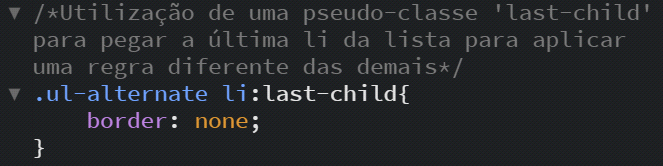 /*Utilização de uma pseudo-classe 'last-child'
para pegar a última li da lista para aplicar
uma regra diferente das demais*/
.ul-alternate li:last-child{
    border: none;
}